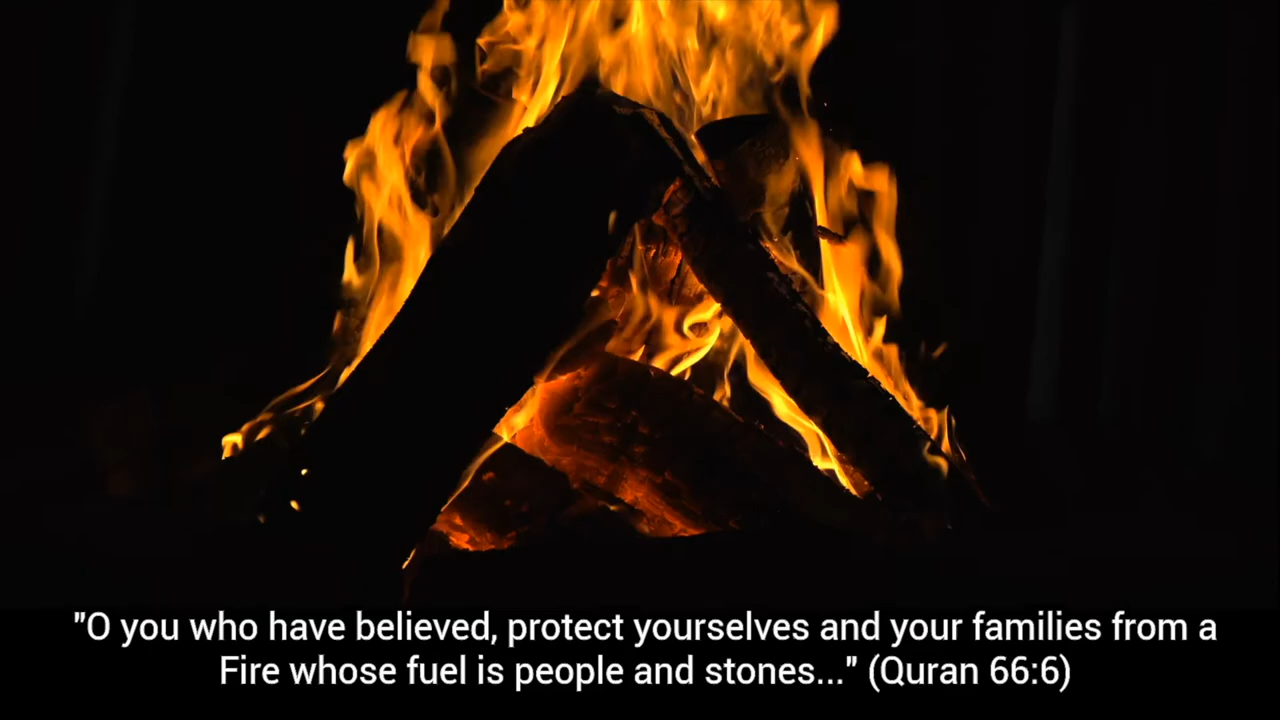 "O you who have believed, protect yourselves and your families from a
Fire whose fuel is people and stones..." (Quran 66:6)